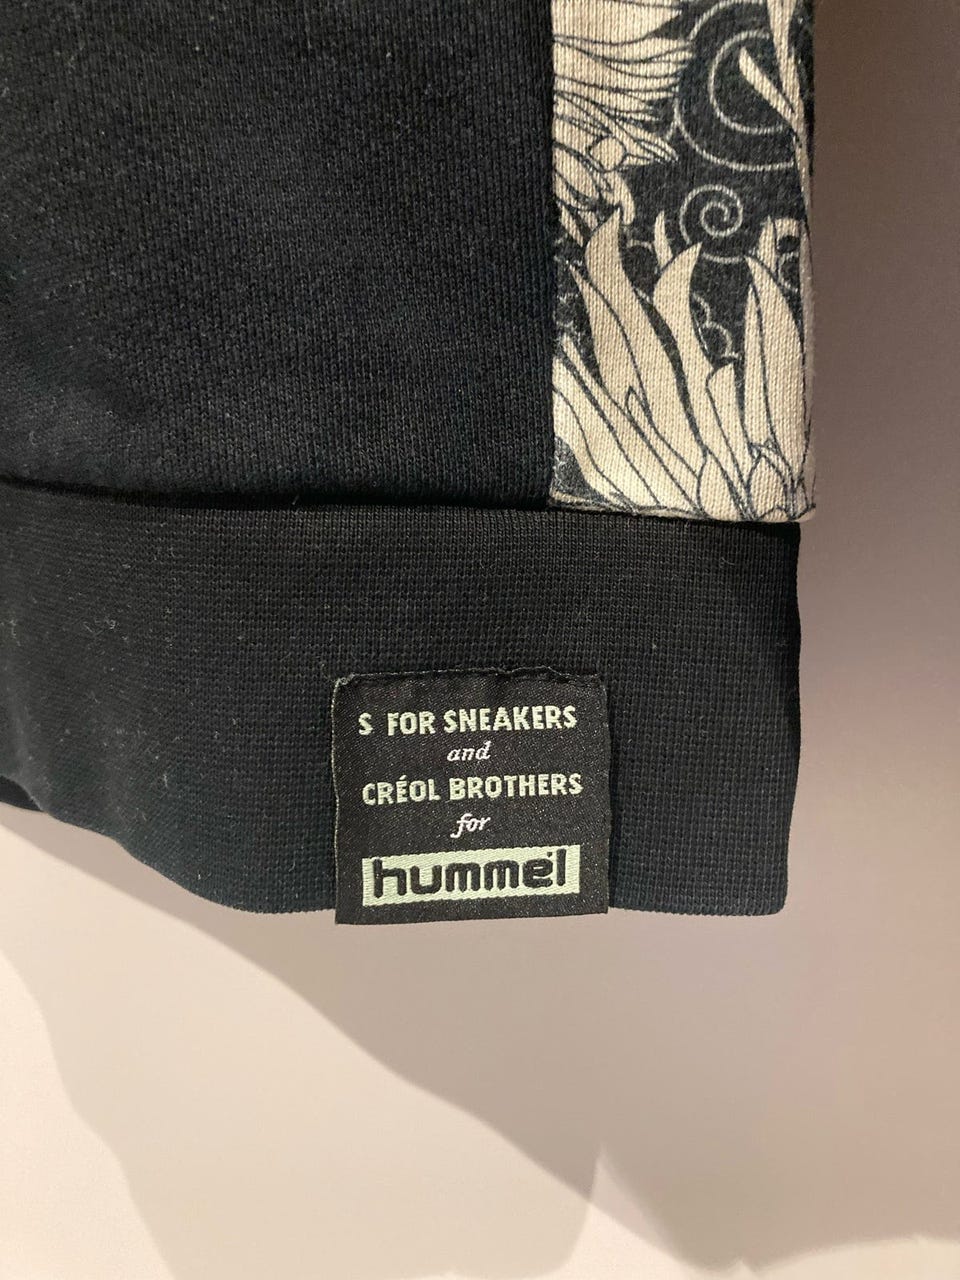 S FOR SNEAKERS
and
CRÉOL BROTHERS
for
hummel